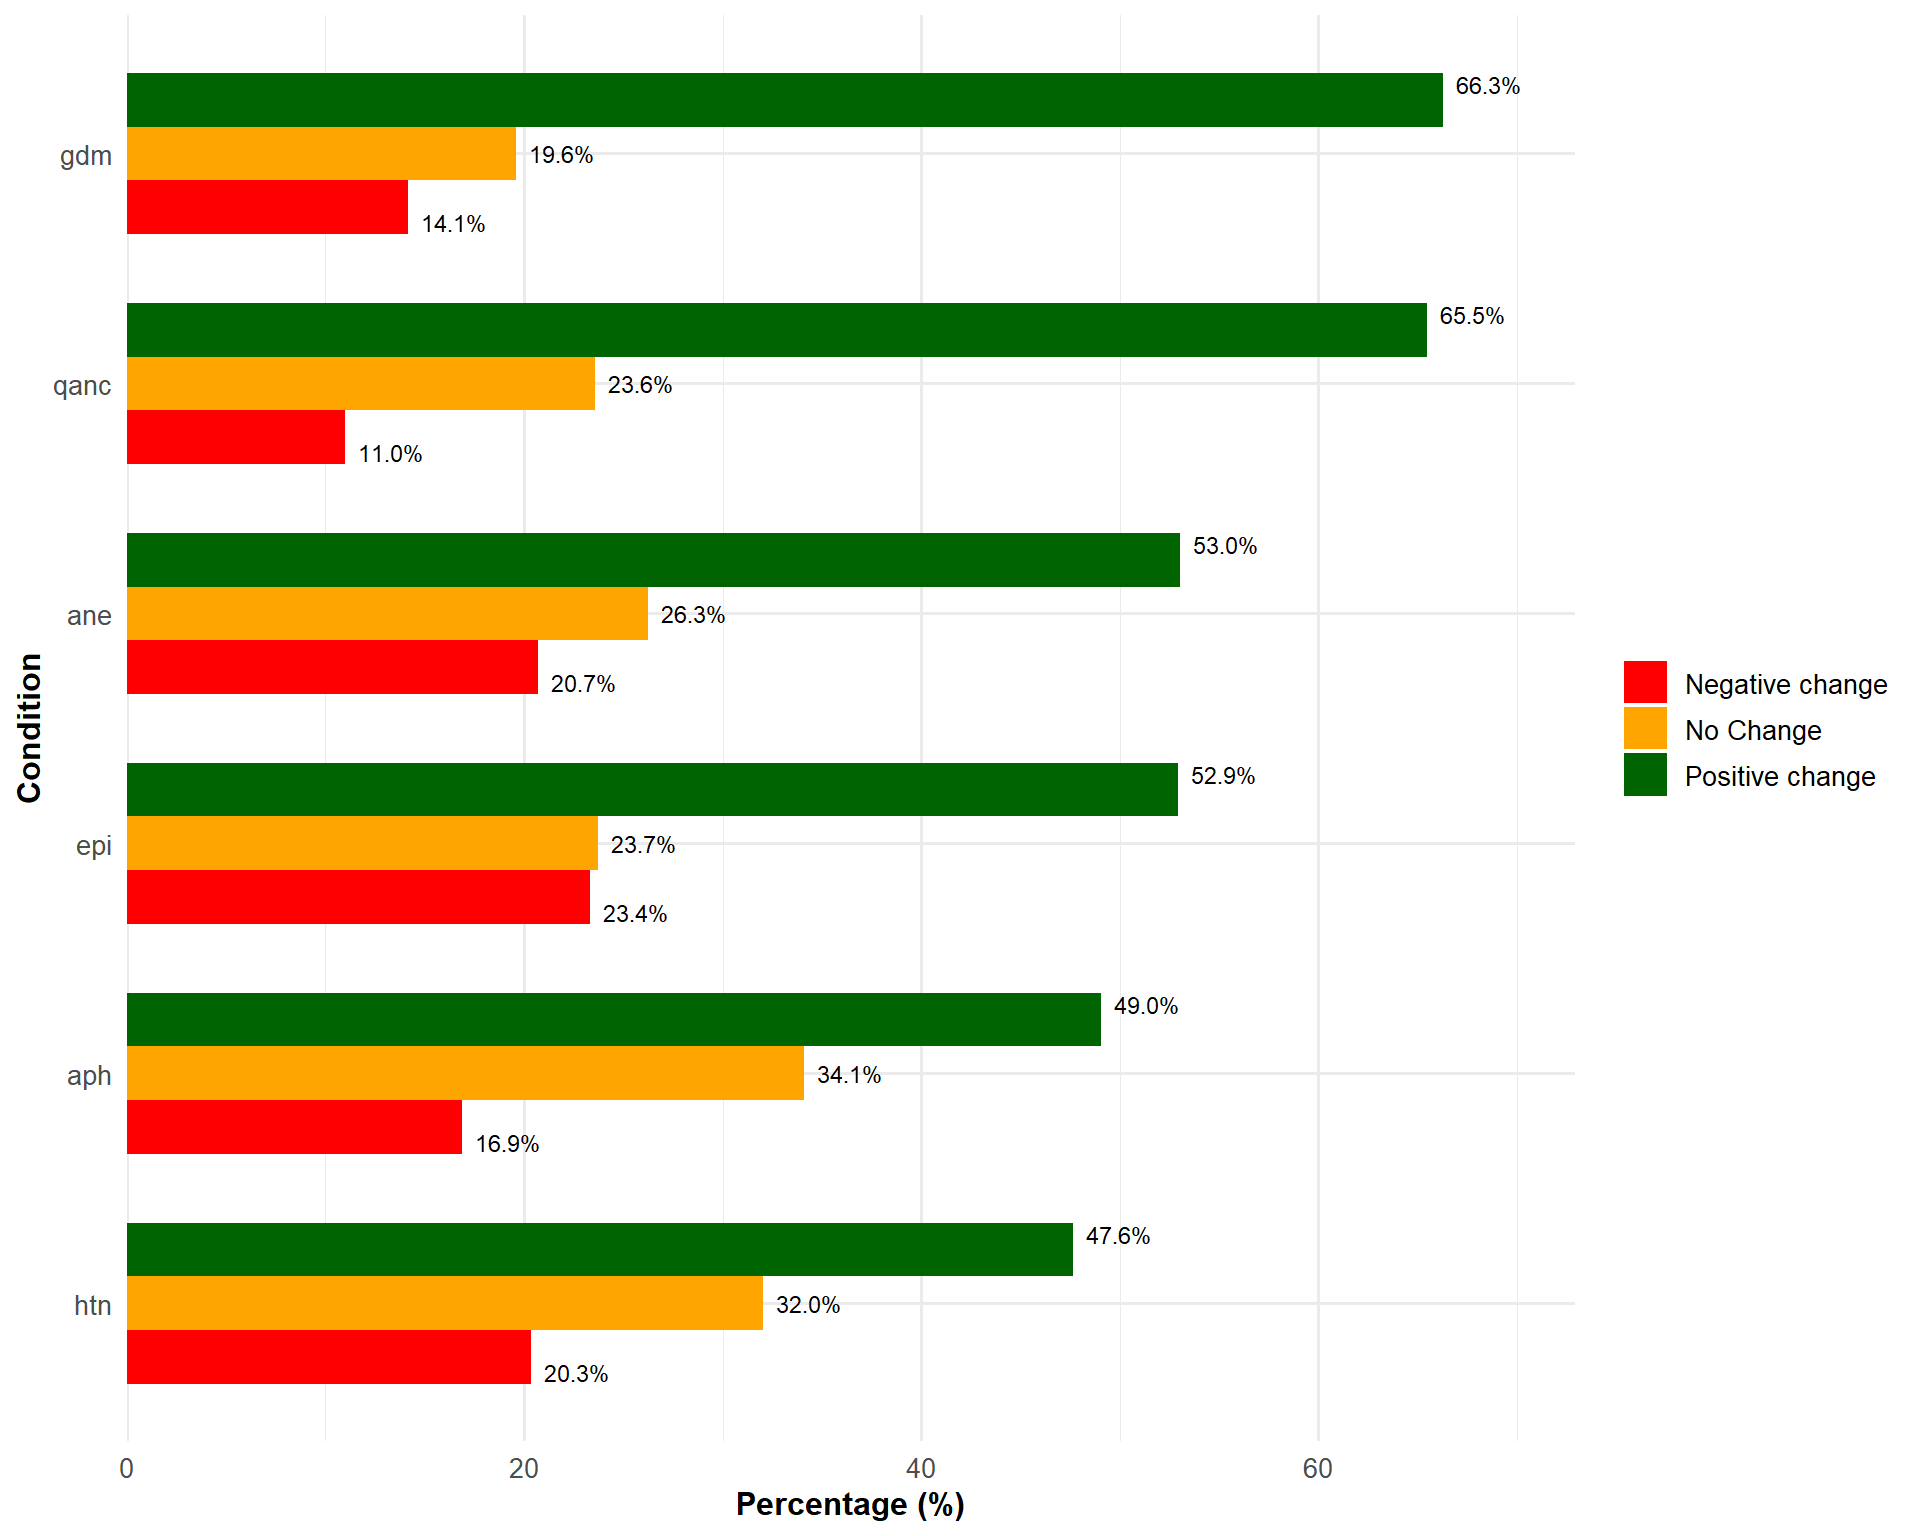 gdm
66.3%
19.6%
14.1%
qanc
65.5%
23.6%
11.0%
ane
53.0%
26.3%
20.7%
epi
52.9%
23.7%
23.4%
aph
49.0%
34.1%
16.9%
htn
47.6%
32.0%
20.3%
Condition
0 20 40 60
Percentage (%)
Negative change
No Change
Positive change